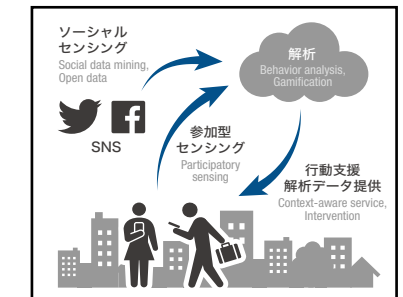 ソーシャル
センシング
Social data mining,
Open data
SNS
解析
Behavior analysis,
Gamification
参加型
センシング
Participatory
sensing
行動支援
解析データ提供
Context-aware service,
Intervention